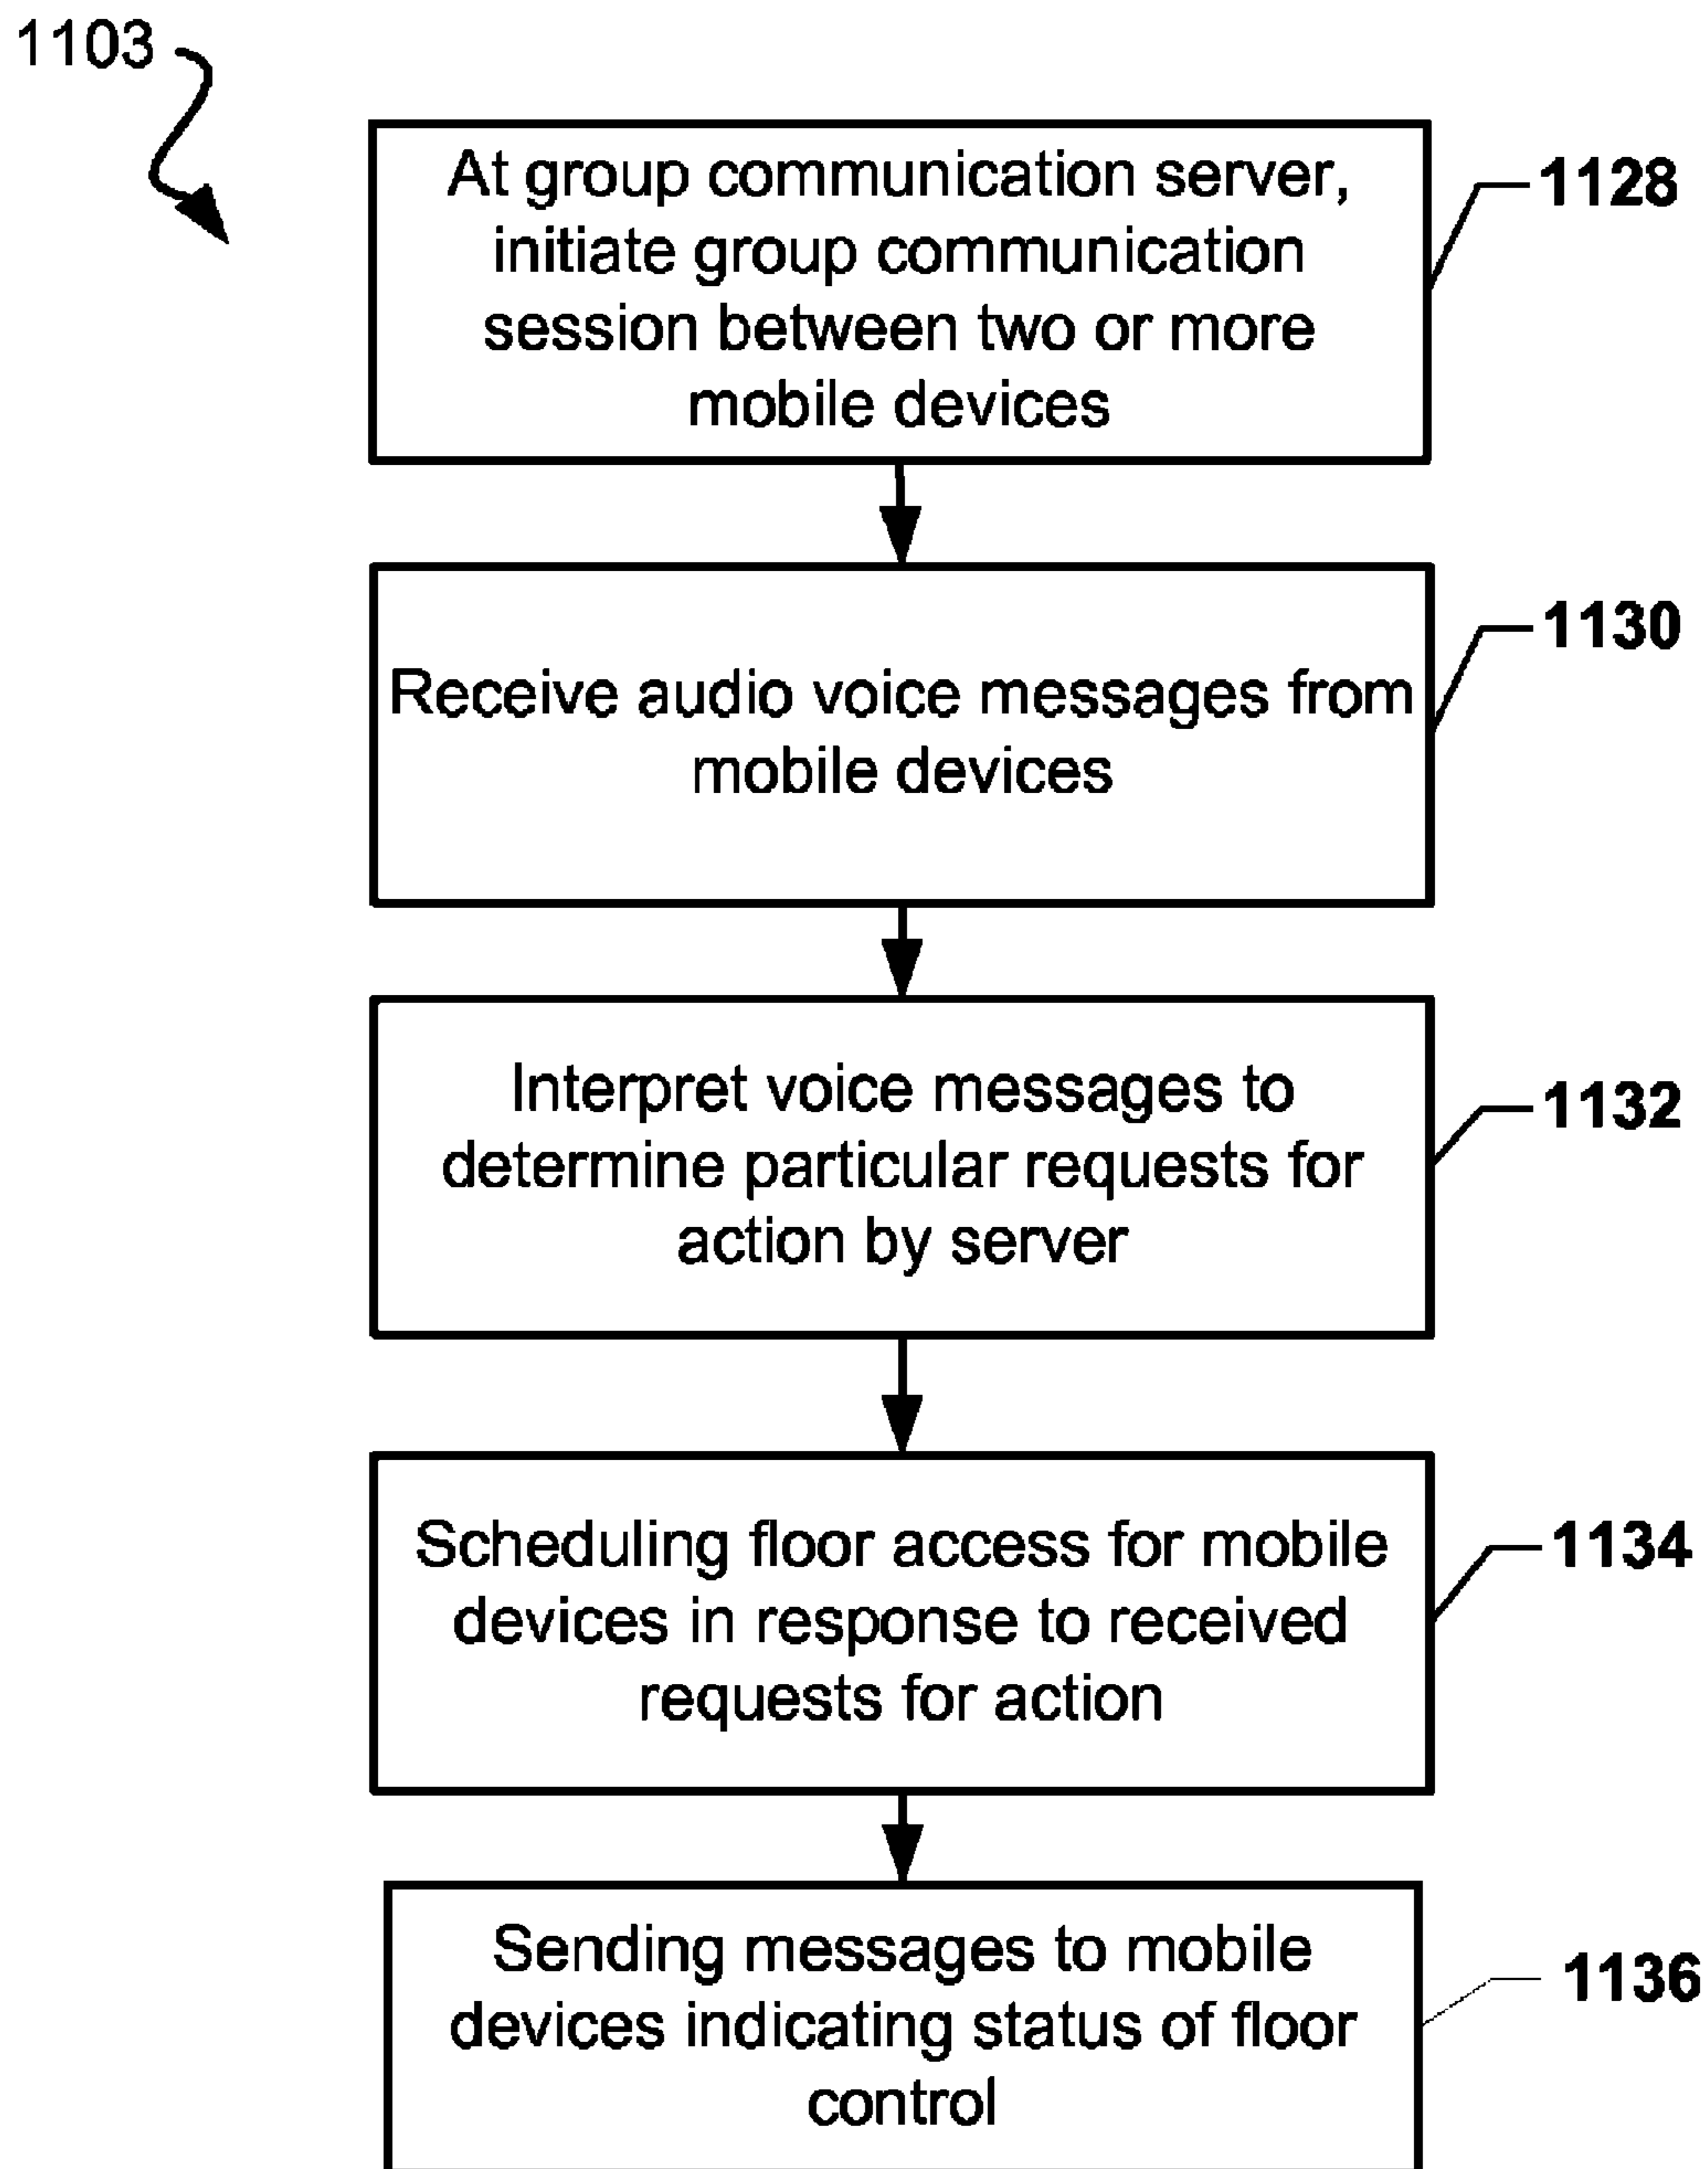 1103
At group communication server,
initiate group communication
session between two or more
mobile devices
1128
Receive audio voice messages from
mobile devices
1130
Interpret voice messages to
determine particular requests for
action by server
1132
Scheduling floor access for mobile
devices in response to received
requests for action
1134
Sending messages to mobile
devices indicating status of floor
control
1136